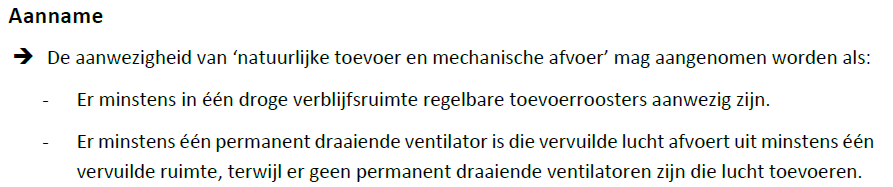 Aanname
➔ De aanwezigheid van ‘natuurlijke toevoer en mechanische afvoer’ mag aangenomen worden als:
- Er minstens in één droge verblijfsruimte regelbare toevoerroosters aanwezig zijn.
- Er minstens één permanent draaiende ventilator is die vervuilde lucht afvoert uit minstens één
vervuilde ruimte, terwijl er geen permanent draaiende ventilatoren zijn die lucht toevoeren.